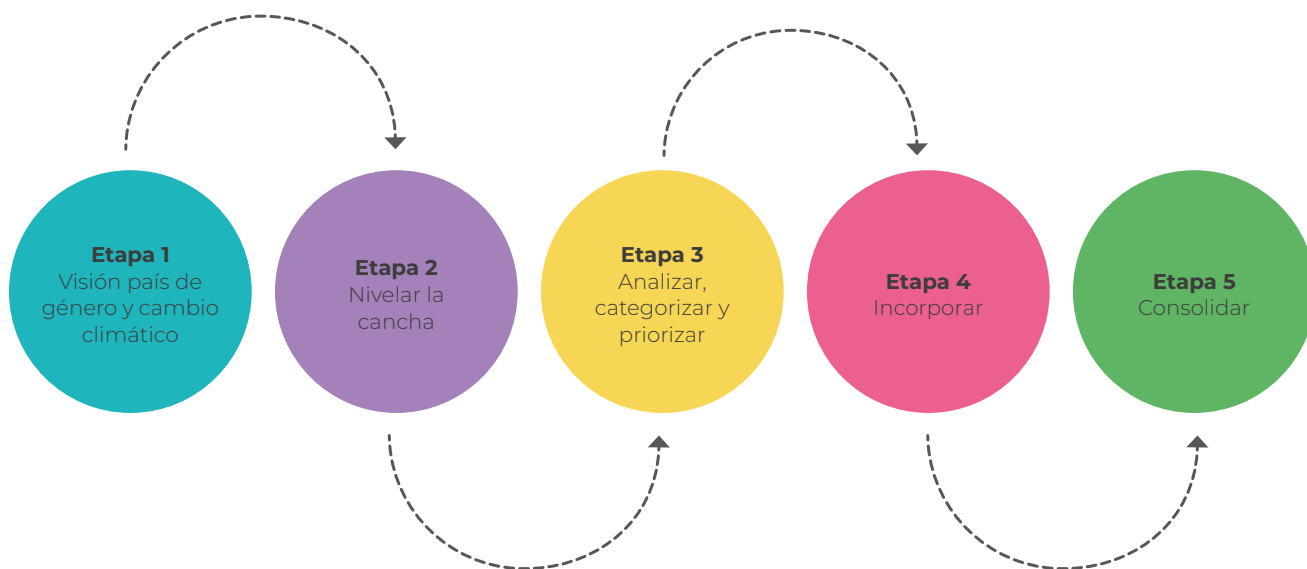 Etapa 1
Visión país de
género y cambio
climático
Etapa 2
Nivelar la
cancha
Etapa 3
Analizar,
categorizar y
priorizar
Etapa 4
Incorporar
Etapa 5
Consolidar